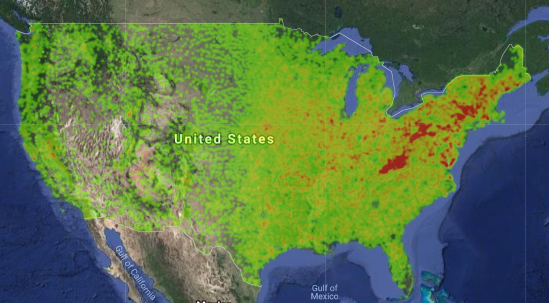 United States
Gulf of California
Gulf of
Mexico